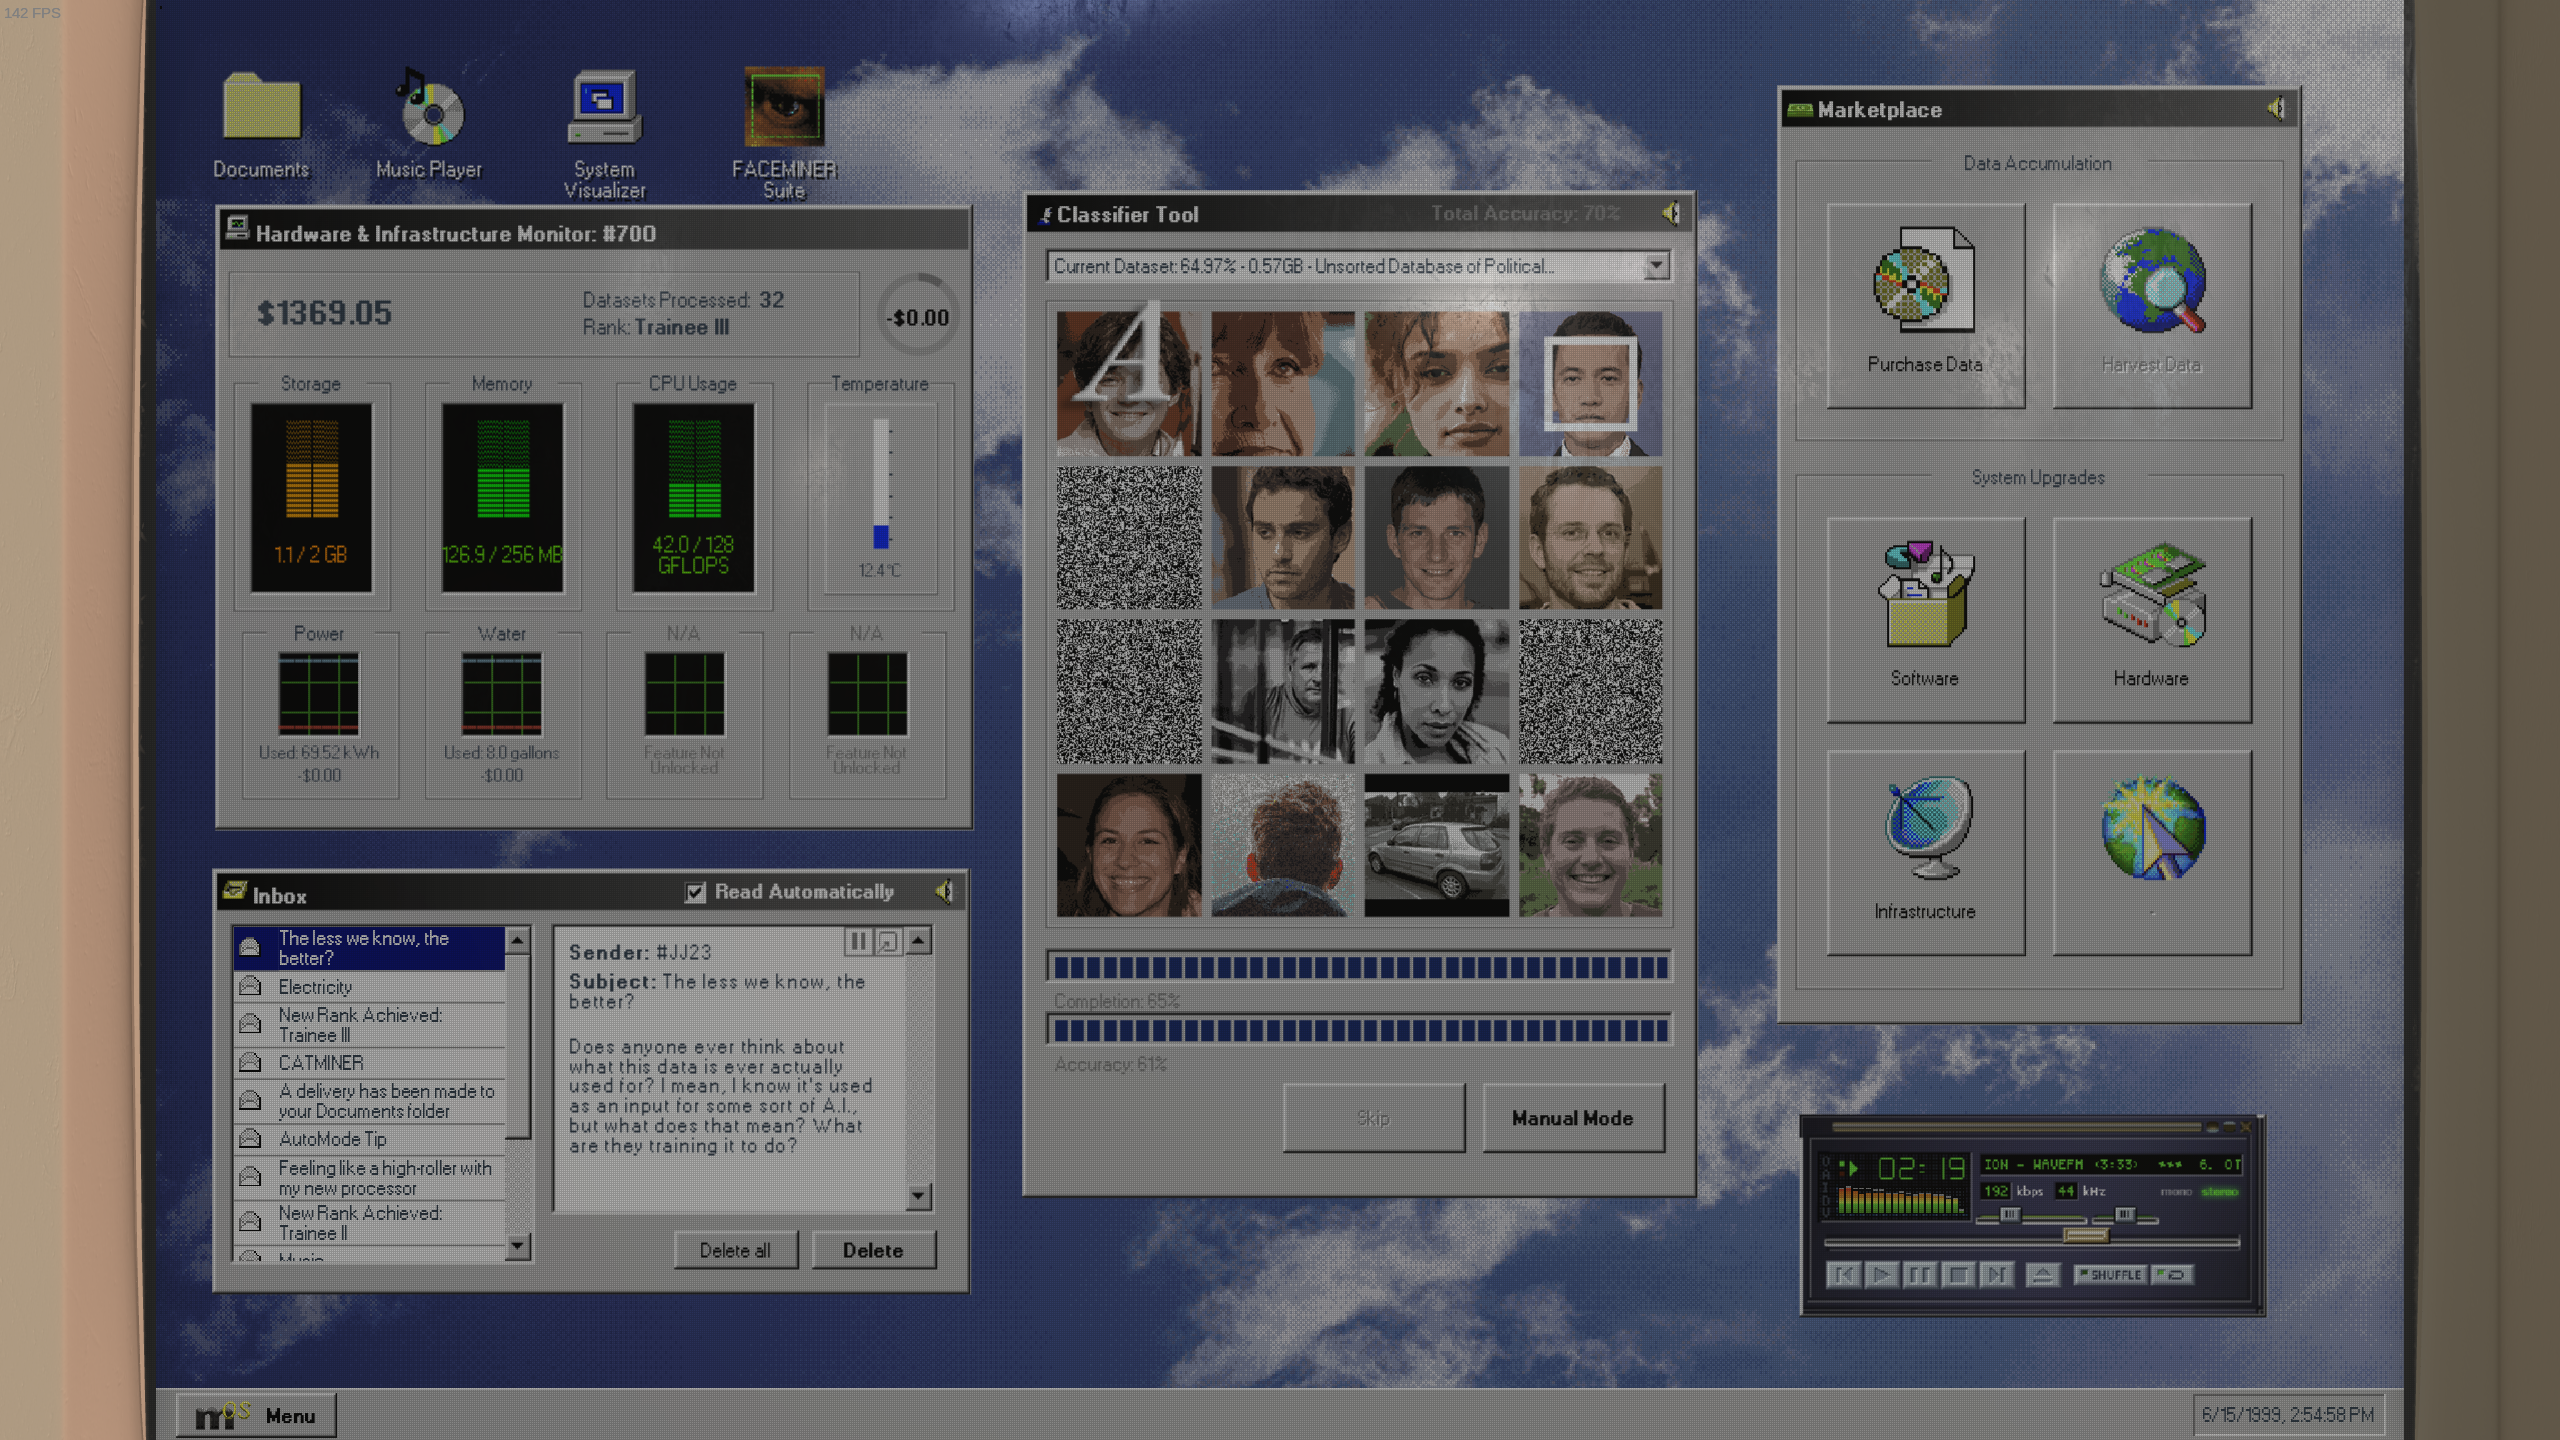 142 FPS
Documents
Music Player
System
Visualizer
FACEMINER
Suite
Hardware & Infrastructure Monitor: #700
$1369.05
Datasets Processed: 32
Rank: Trainee III
-$0.00
Storage
Memory
CPU Usage
Temperature
1.1 / 2 GB
126.9 / 256 MB
42.0 / 128
GFLOPS
12.4°C
Power
Water
N/A
N/A
Used: 69.52 kWh
-$0.00
Used: 8.0 gallons
-$0.00
Feature Not
Unlocked
Feature Not
Unlocked
Inbox
Read Automatically
The less we know, the
better?
Electricity
New Rank Achieved:
Trainee III
CATMINER
A delivery has been made to
your Documents folder
AutoMode Tip
Feeling like a high-roller with
my new processor
New Rank Achieved:
Trainee II
Music
Sender: #JJ23
Subject: The less we know, the
better?
Does anyone ever think about
what this data is ever actually
used for? I mean, I know it's used
as an input for some sort of A.I.,
but what does that mean? What
are they training it to do?
Delete all
Delete
Classifier Tool
Total Accuracy: 70%
Current Dataset: 64.97% - 0.57GB - Unsorted Database of Political...
A
Completion: 65%
Accuracy: 61%
Skip
Manual Mode
Marketplace
Data Accumulation
Purchase Data
Harvest Data
System Upgrades
Software
Hardware
Infrastructure
-
02:19
ION - WAVEFM (3:33) *** 6. OT
192 kbps 44 kHz mono stereo
SHUFFLE
mOS Menu
6/15/1999, 2:54:58 PM